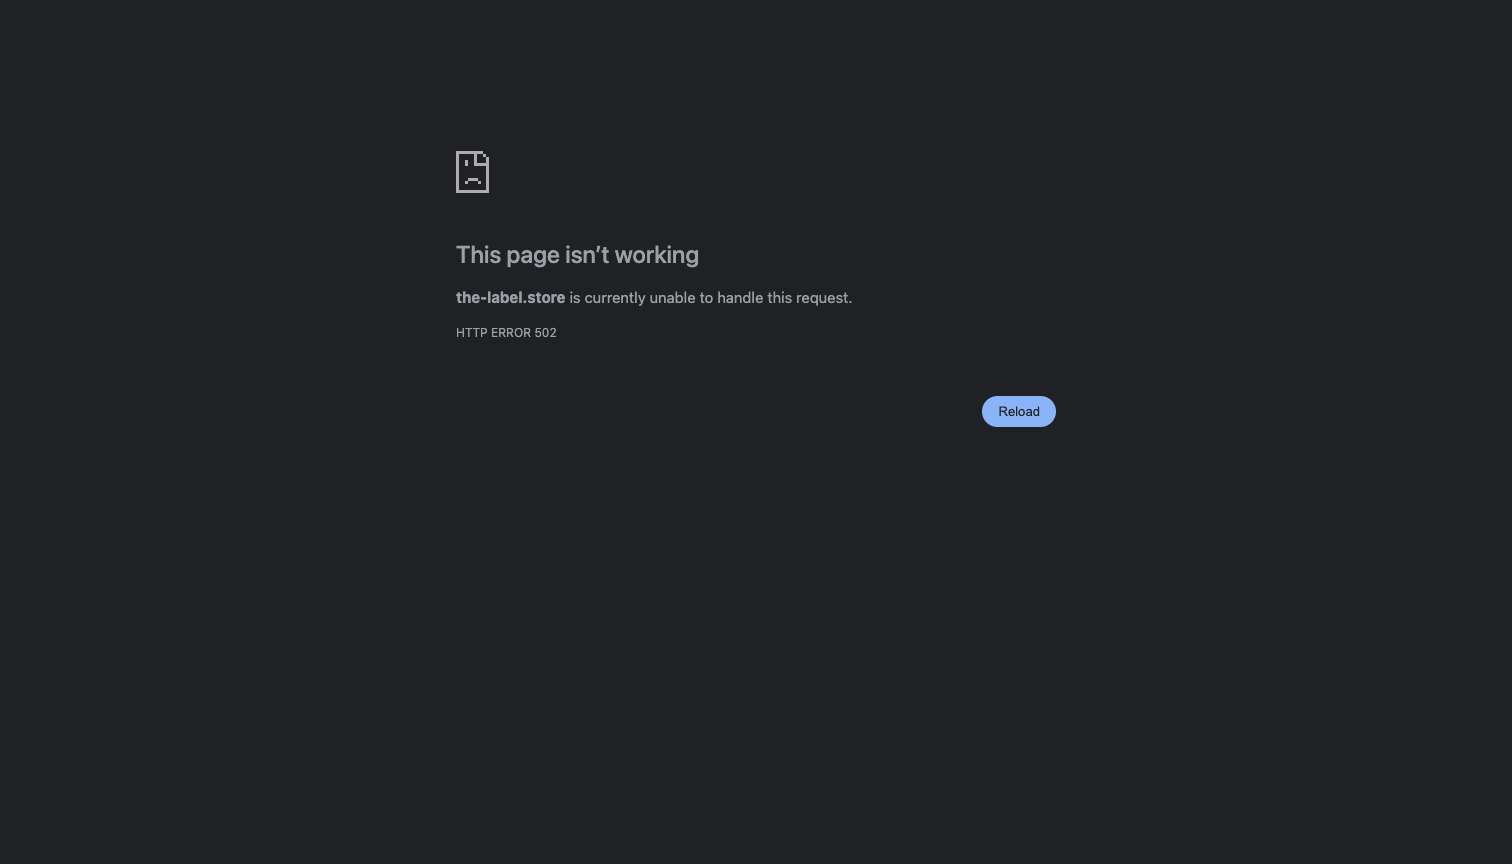 This page isn’t working
the-label.store is currently unable to handle this request.
HTTP ERROR 502
Reload